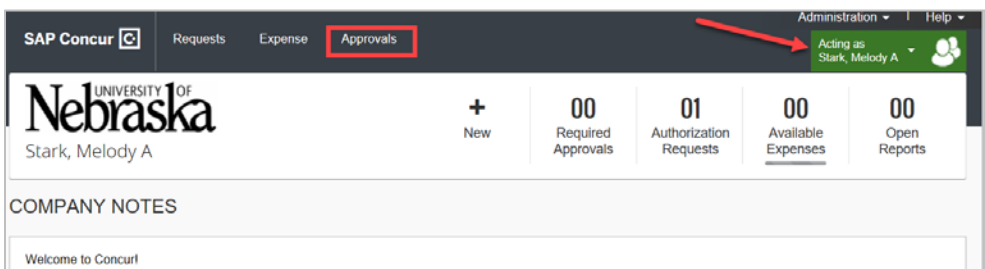 Administration | Help
SAP Concur C Requests Expense Approvals
Acting as
Stark, Melody A
UNIVERSITY OF
Nebraska
Stark, Melody A
+
New
00
Required
Approvals
01
Authorization
Requests
00
Available
Expenses
00
Open
Reports
COMPANY NOTES
Welcome to Concur!